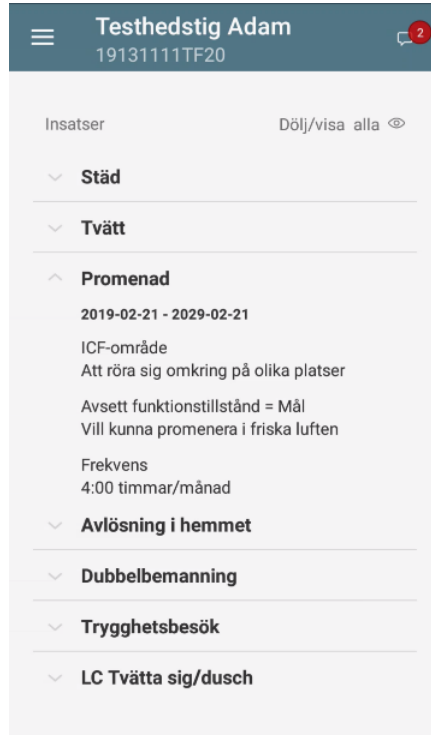 Testhedstig Adam
19131111TF20
2
Insatser
Dölj/visa alla
Städ
Tvätt
Promenad
2019-02-21 - 2029-02-21
ICF-område
Att röra sig omkring på olika platser
Avsett funktionstillstånd = Mål
Vill kunna promenera i friska luften
Frekvens
4:00 timmar/månad
Avlösning i hemmet
Dubbelbemanning
Trygghetsbesök
LC Tvätta sig/dusch